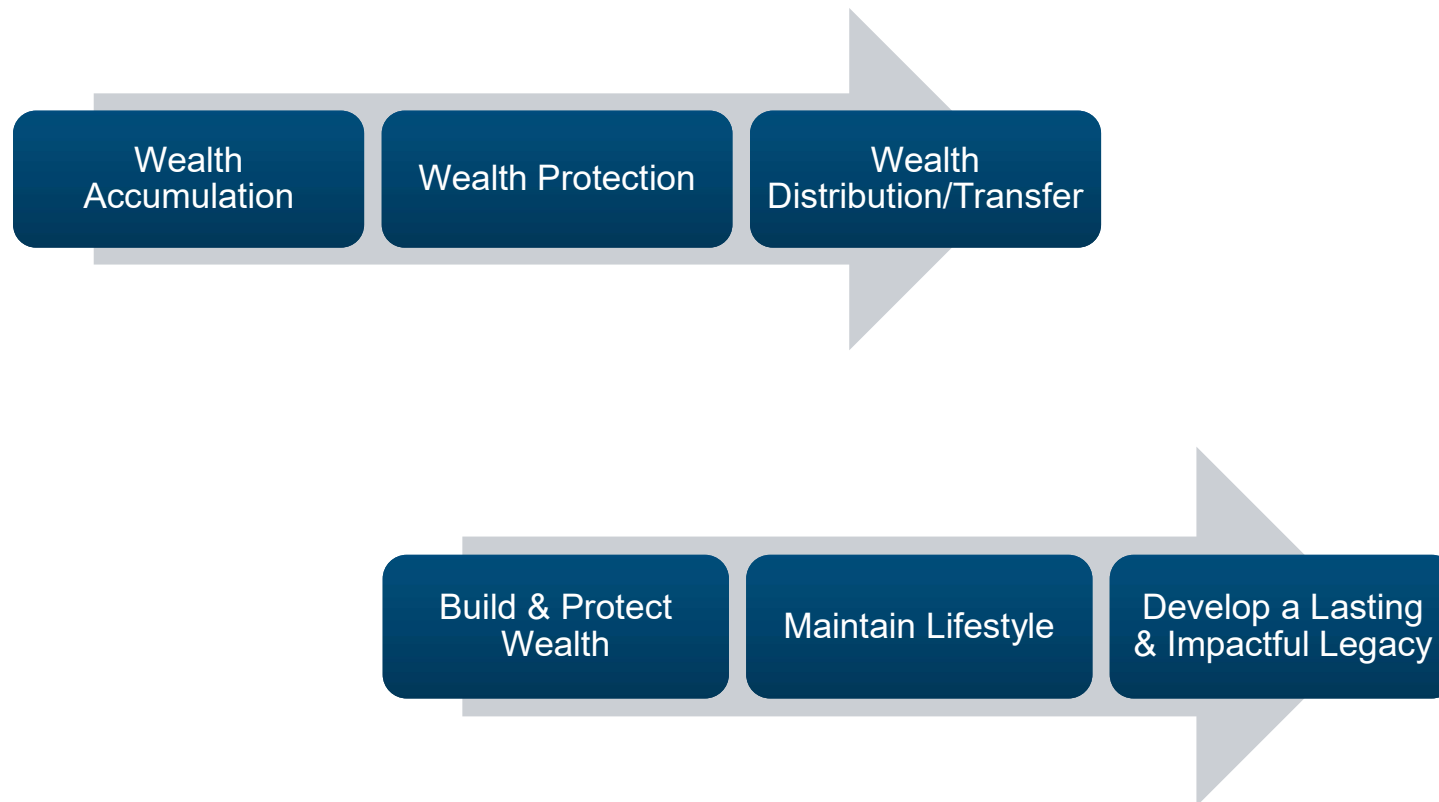 Wealth
Accumulation
Wealth Protection
Wealth
Distribution/Transfer
Build & Protect
Wealth
Maintain Lifestyle
Develop a Lasting
& Impactful Legacy